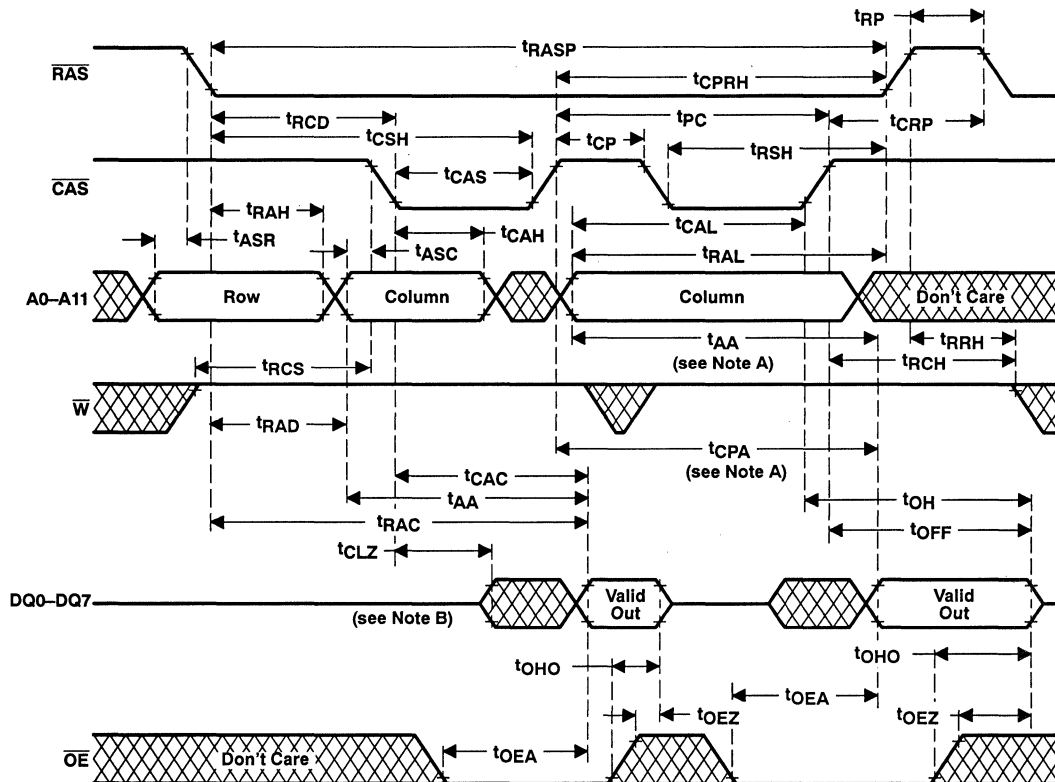 tRP
tRASP
RAS
tCPRH
tRCD
tPC
tCSH
tCP
tCRP
tRSH
CAS
tCAS
tRAH
tCAL
tASR
tCAH
tASC
tRAL
A0–A11
Row
Column
Column
Don't Care
tAA
(see Note A)
tRRH
tRCS
tRCH
W
tRAD
tCPA
(see Note A)
tCAC
tAA
tOH
tRAC
tOFF
tCLZ
DQ0–DQ7
(see Note B)
Valid
Out
Valid
Out
tOHO
tOHO
tOEA
tOEZ
tOEZ
OE
Don't Care
tOEA